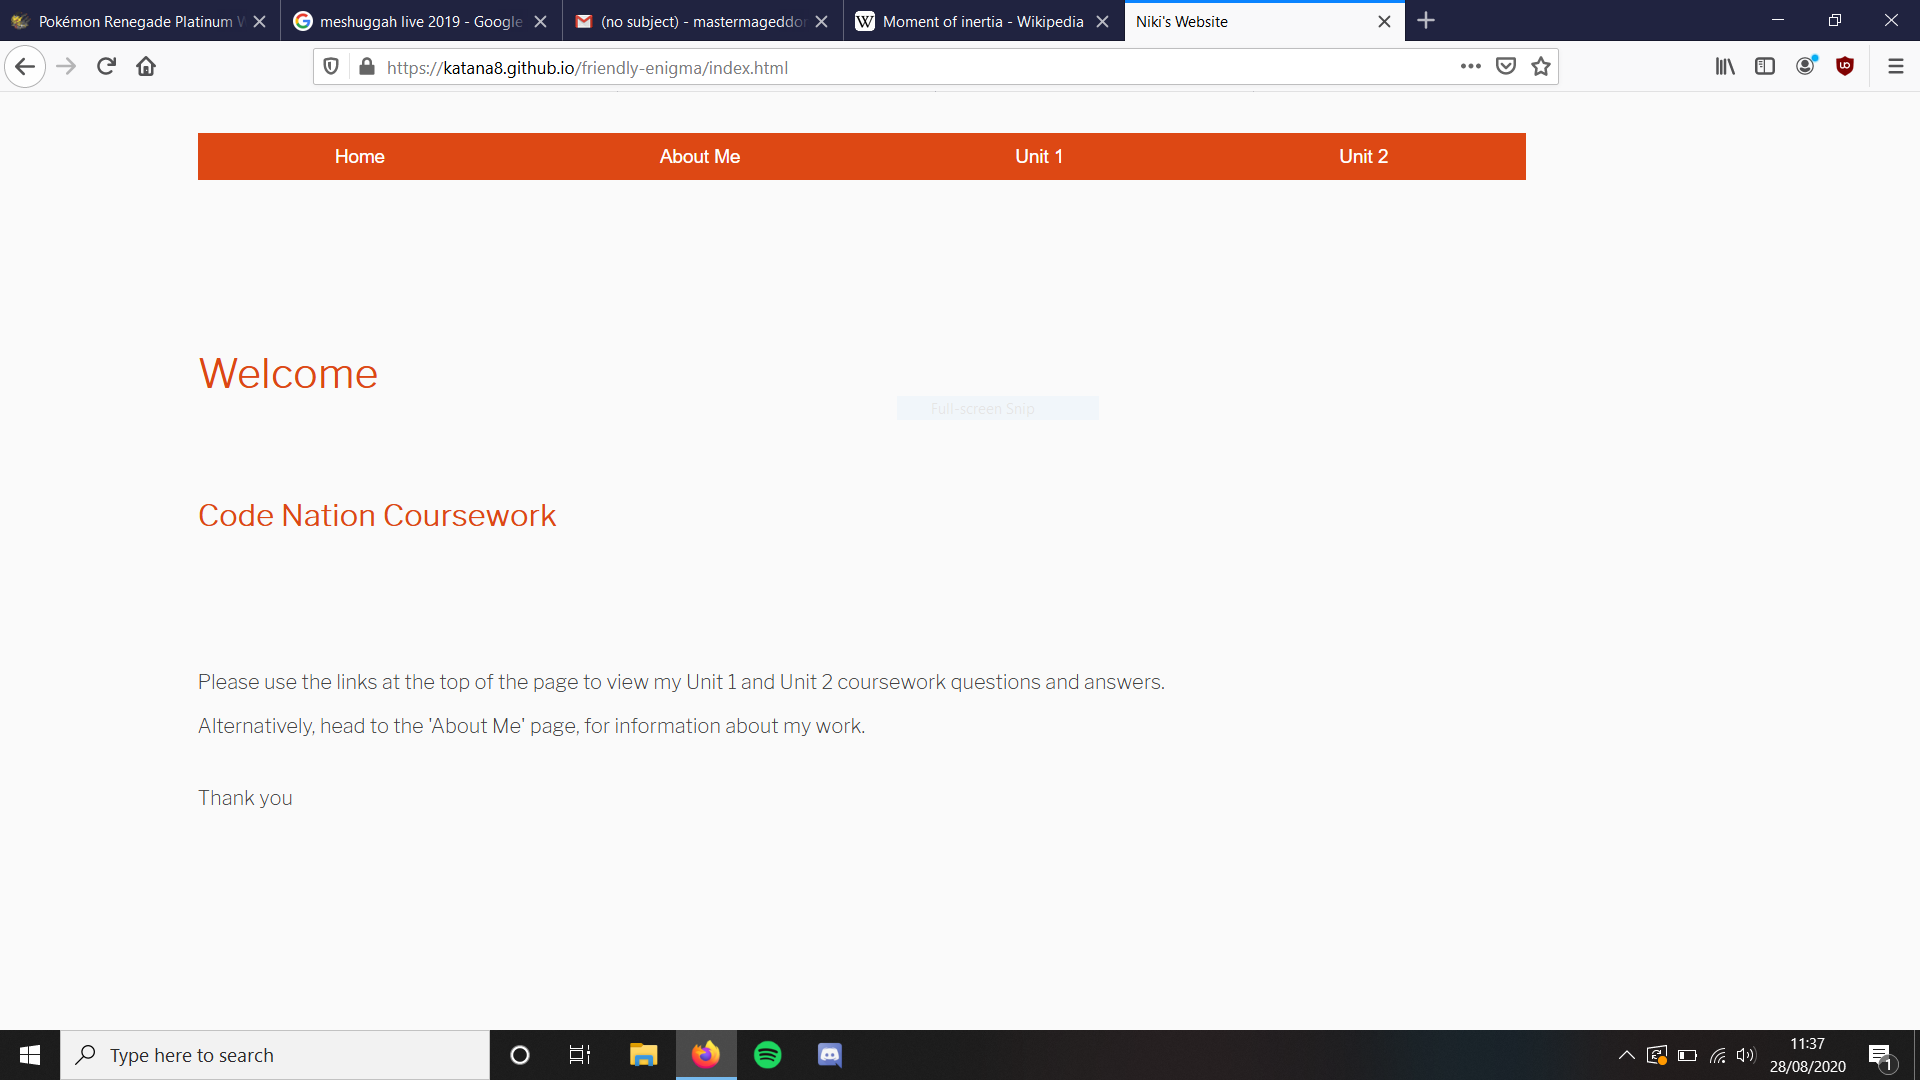 Pokémon Renegade Platinum W
meshuggah live 2019 - Google
(no subject) - mastermageddon
Moment of inertia - Wikipedia
Niki's Website
https://katana8.github.io/friendly-enigma/index.html
Home
About Me
Unit 1
Unit 2
Welcome
Full-screen Snip
Code Nation Coursework
Please use the links at the top of the page to view my Unit 1 and Unit 2 coursework questions and answers.
Alternatively, head to the 'About Me' page, for information about my work.
Thank you
Type here to search
11:37
28/08/2020
1